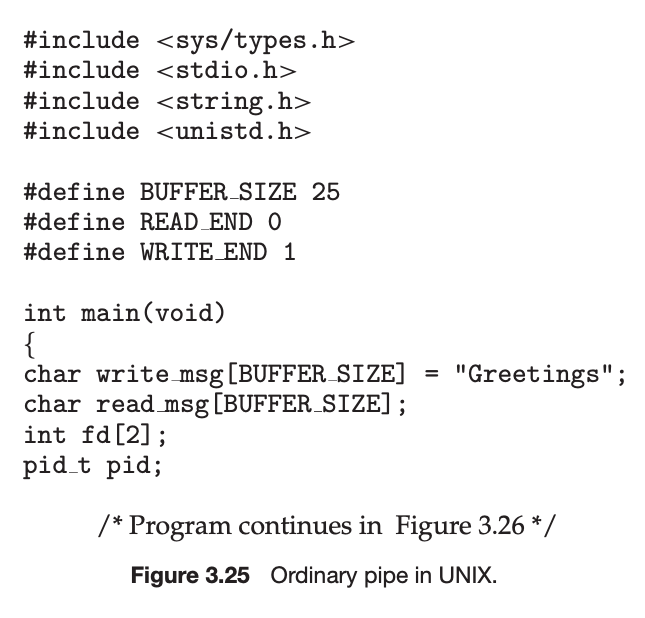 #include <sys/types.h>
#include <stdio.h>
#include <string.h>
#include <unistd.h>
#define BUFFER_SIZE 25
#define READ_END 0
#define WRITE_END 1
int main(void)
{
char write_msg[BUFFER_SIZE] = "Greetings";
char read_msg[BUFFER_SIZE];
int fd[2];
pid_t pid;
/* Program continues in Figure 3.26 */
Figure 3.25 Ordinary pipe in UNIX.